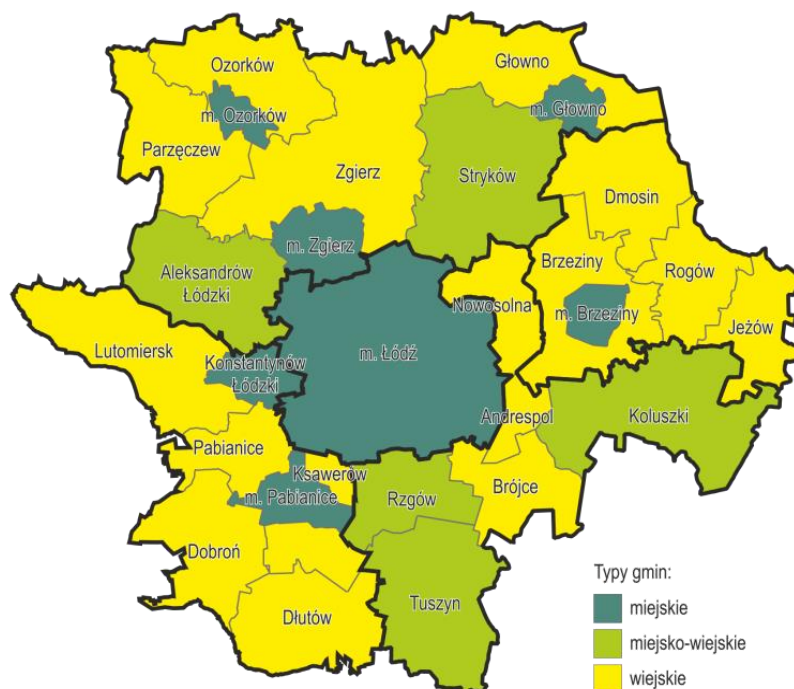 Ozorków
Głowno
m. Ozorków
m. Głowno
Parzęczew
Zgierz
Stryków
Dmosin
m. Zgierz
Aleksandrów
Łódzki
Brzeziny
Rogów
Nowosolna
m. Brzeziny
Jeżów
Lutomiersk
m. Łódź
Konstantynów
Łódzki
Andrespol
Koluszki
Pabianice
Ksawerów
m. Pabianice
Rzgów
Brójce
Dobroń
Dłutów
Tuszyn
Typy gmin:
miejskie
miejsko-wiejskie
wiejskie